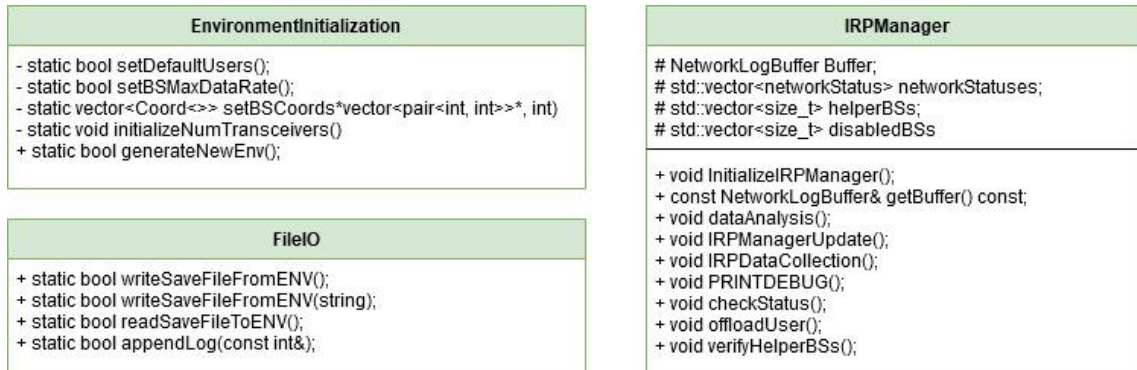 EnvironmentInitialization
- static bool setDefaultUsers();
- static bool setBSMaxDataRate();
- static vector<Coord<>> setBSCoords*vector<pair<int, int>>*, int)
- static void initializeNumTransceivers()
+ static bool generateNewEnv();
FileIO
+ static bool writeSaveFileFromENV();
+ static bool writeSaveFileFromENV(string);
+ static bool readSaveFileToENV();
+ static bool appendLog(const int&);
IRPManager
# NetworkLogBuffer Buffer;
# std::vector<networkStatus> networkStatuses;
# std::vector<size_t> helperBSs;
# std::vector<size_t> disabledBSs
+ void InitializeIRPManager();
+ const NetworkLogBuffer& getBuffer() const;
+ void dataAnalysis();
+ void IRPManagerUpdate();
+ void IRPDataCollection();
+ void PRINTDEBUG();
+ void checkStatus();
+ void offloadUser();
+ void verifyHelperBSs();